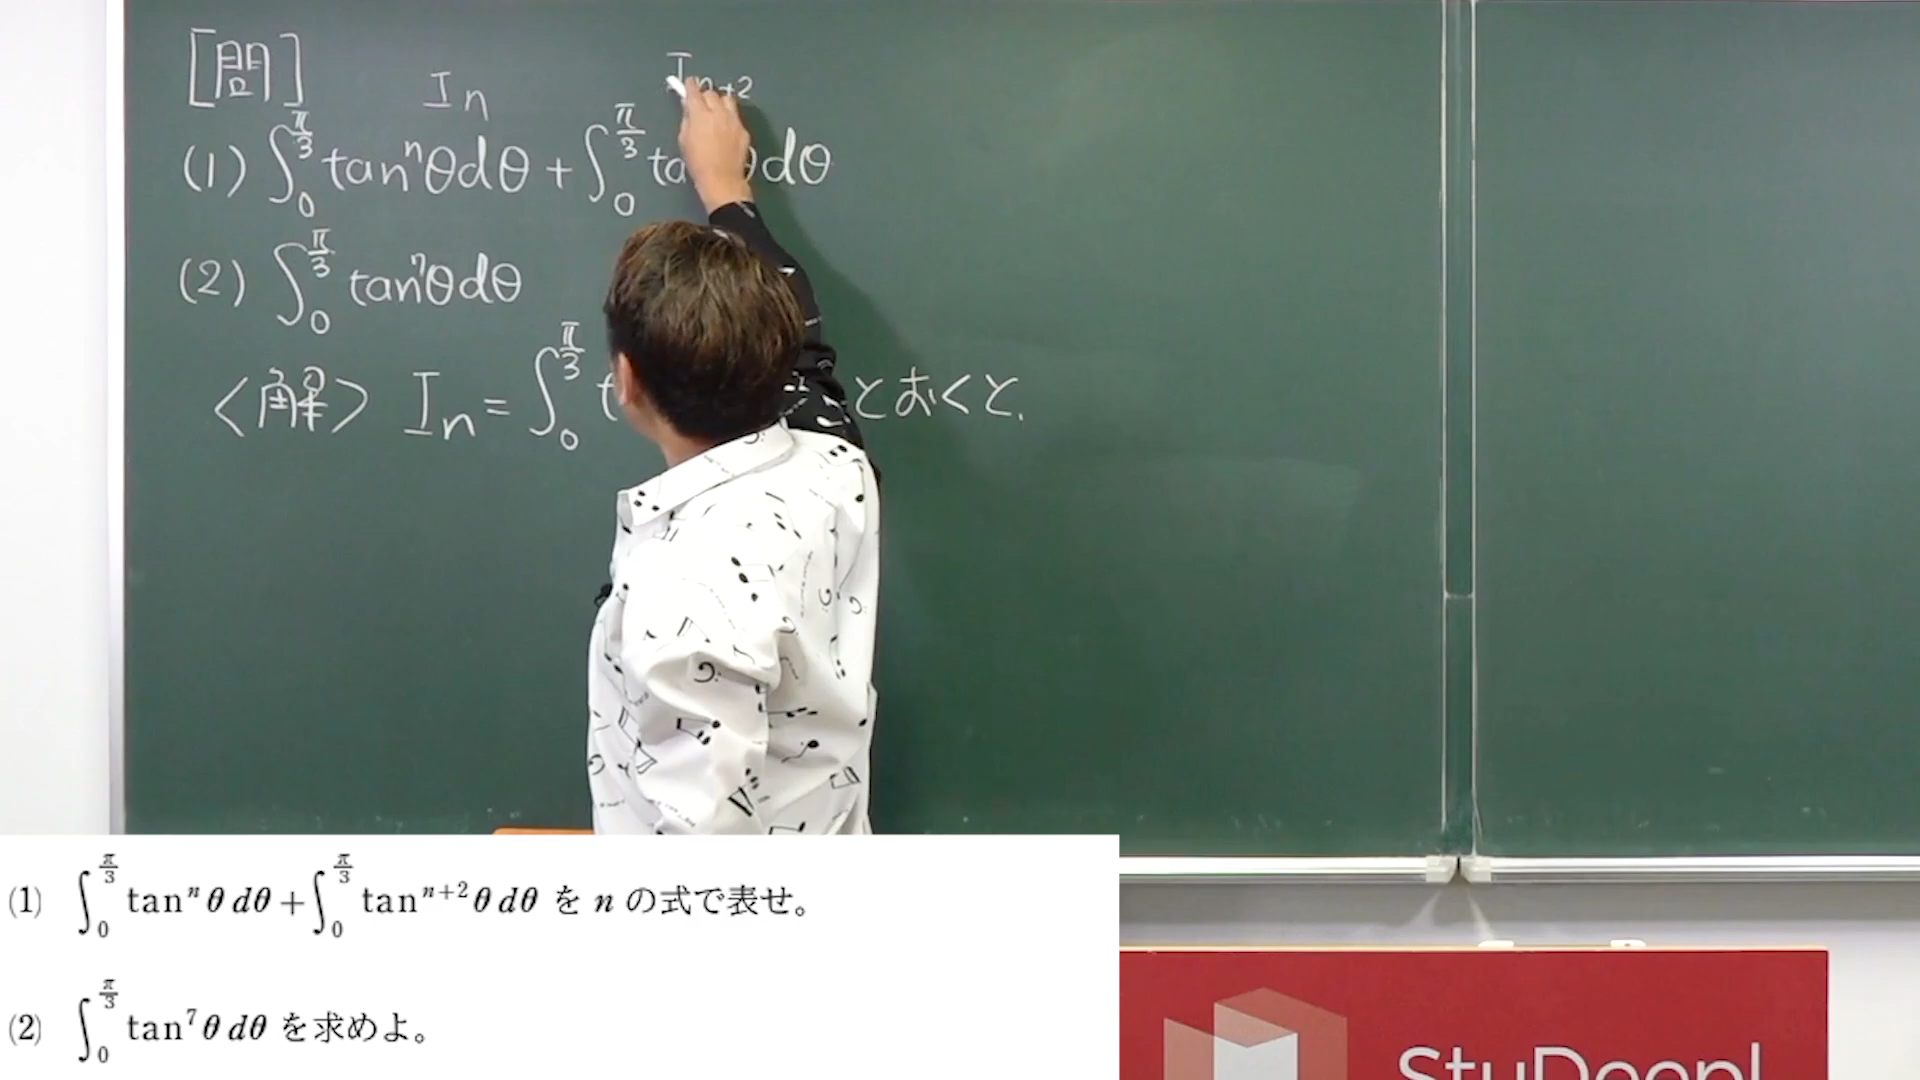 [問]
I_n I_{n+2}
(1) ∫_0^{π/3} tan^n θdθ + ∫_0^{π/3} ta θdθ
(2) ∫_0^{π/3} tan^7 θdθ
<解> I_n = ∫_0^{π/3} t とおくと、
(1) ∫_0^{π/3} tan^n θ dθ + ∫_0^{π/3} tan^{n+2} θ dθ を n の式で表せ。
(2) ∫_0^{π/3} tan^7 θ dθ を求めよ。
StuDeepl